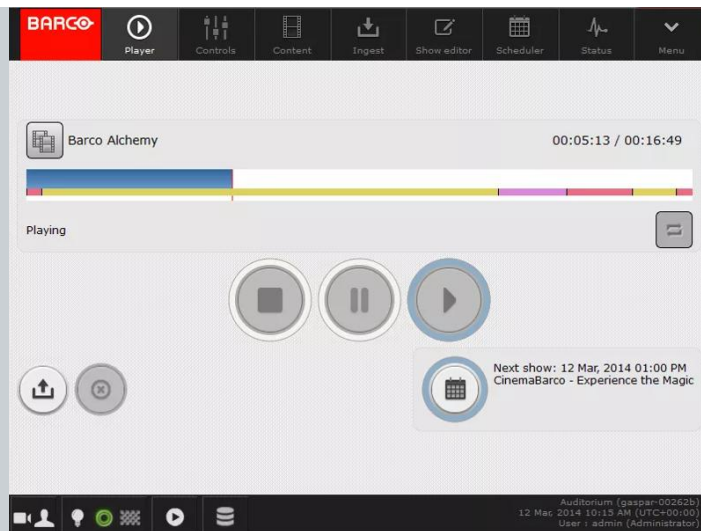 BARCO
Player
Controls
Content
Ingest
Show editor
Scheduler
Status
Menu
Barco Alchemy
00:05:13 / 00:16:49
Playing
Next show: 12 Mar, 2014 01:00 PM
CinemaBarco - Experience the Magic
Auditorium (gaspar-00262b)
12 Mar 2014 10:15 AM (UTC+00:00)
User : admin (Administrator)